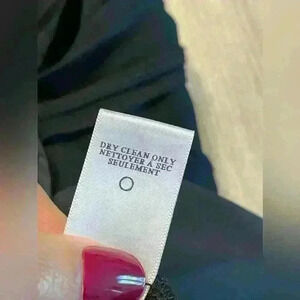 DRY CLEAN ONLY
NETTOYER A SEC
SEULEMENT